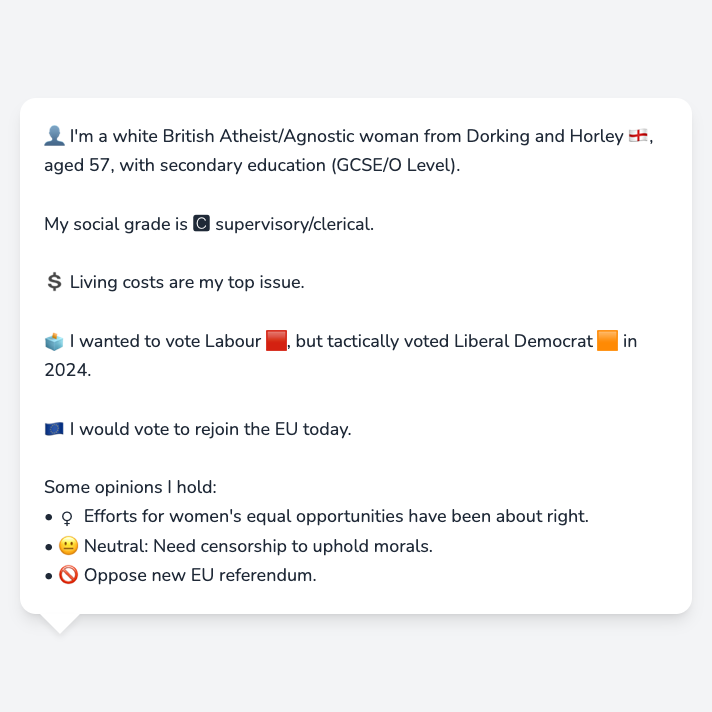 👤 I'm a white British Atheist/Agnostic woman from Dorking and Horley 🏴󠁧󠁢󠁥󠁮󠁧󠁿,
aged 57, with secondary education (GCSE/O Level).
My social grade is 🅲 supervisory/clerical.
💲 Living costs are my top issue.
🗳️ I wanted to vote Labour 🟥, but tactically voted Liberal Democrat 🟧 in
2024.
🇪🇺 I would vote to rejoin the EU today.
Some opinions I hold:
• ♀ Efforts for women's equal opportunities have been about right.
• 😐 Neutral: Need censorship to uphold morals.
• 🚫 Oppose new EU referendum.